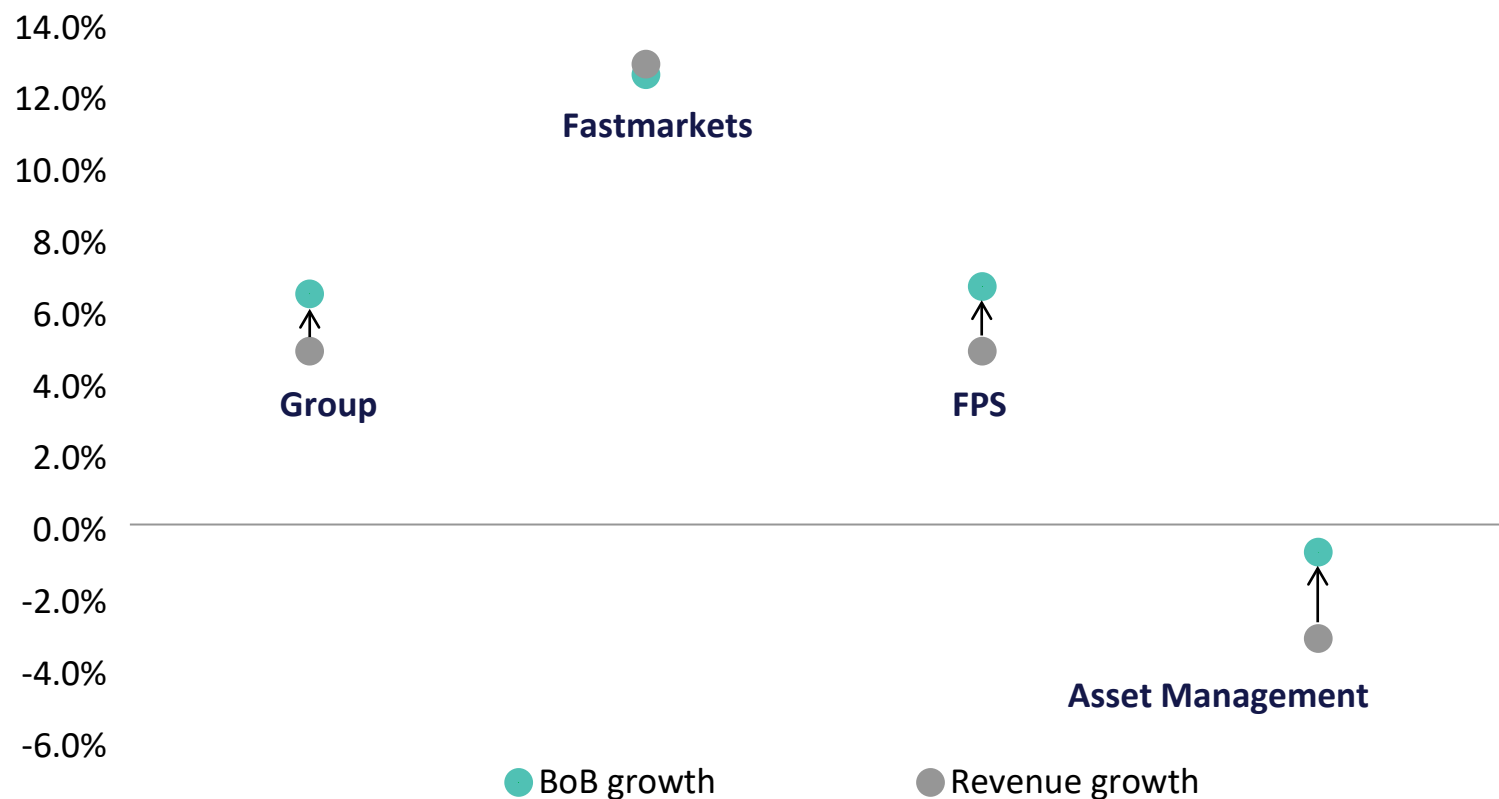 14.0%
12.0%
Fastmarkets
10.0%
8.0%
6.0%
4.0%
Group
FPS
2.0%
0.0%
-2.0%
-4.0%
Asset Management
-6.0%
BoB growth
Revenue growth